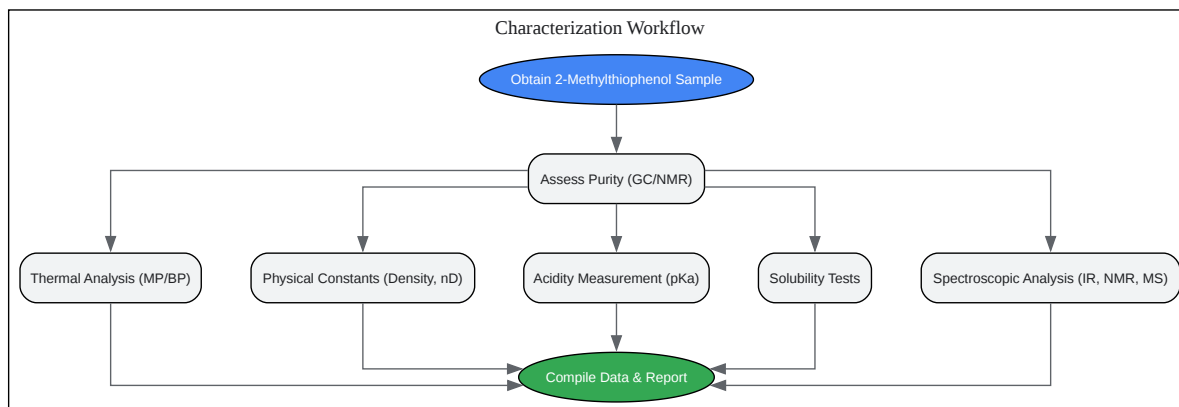 Characterization Workflow
Obtain 2-Methylthiophenol Sample
Assess Purity (GC/NMR)
Thermal Analysis (MP/BP)
Physical Constants (Density, nD)
Acidity Measurement (pKa)
Solubility Tests
Spectroscopic Analysis (IR, NMR, MS)
Compile Data & Report